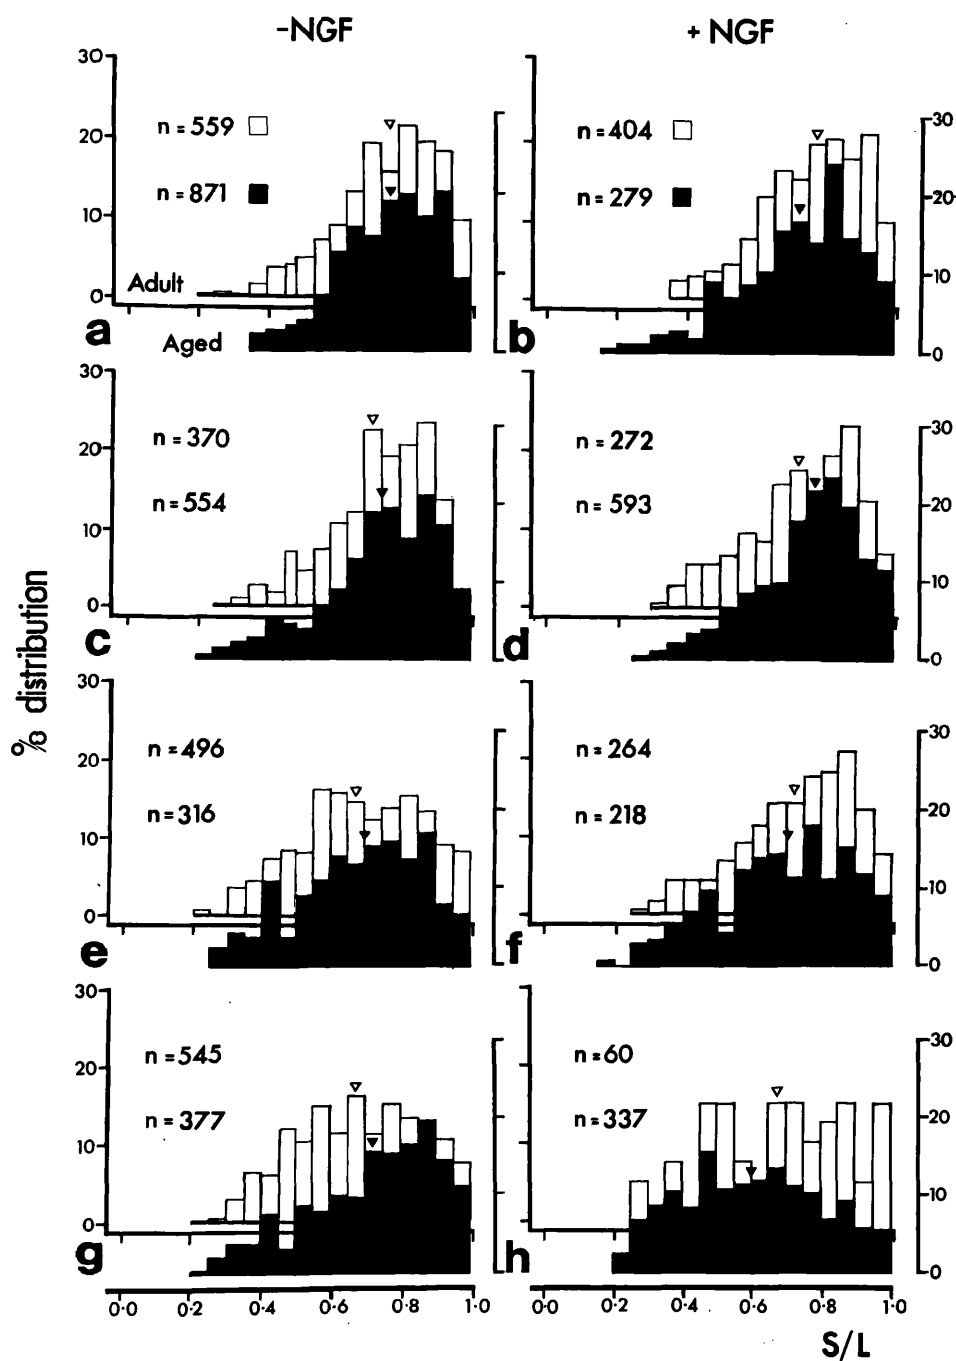 -NGF + NGF
30
20
10
0
n = 559
n = 871
Adult
Aged
a
n = 404
n = 279
30
20
10
0
b
30
20
10
0
n = 370
n = 554
c
n = 272
n = 593
30
20
10
0
d
% distribution
30
20
10
0
n = 496
n = 316
e
n = 264
n = 218
30
20
10
0
f
30
20
10
0
n = 545
n = 377
g
n = 60
n = 337
30
20
10
0
h
0·0 0·2 0·4 0·6 0·8 1·0
0·0 0·2 0·4 0·6 0·8 1·0
S/L